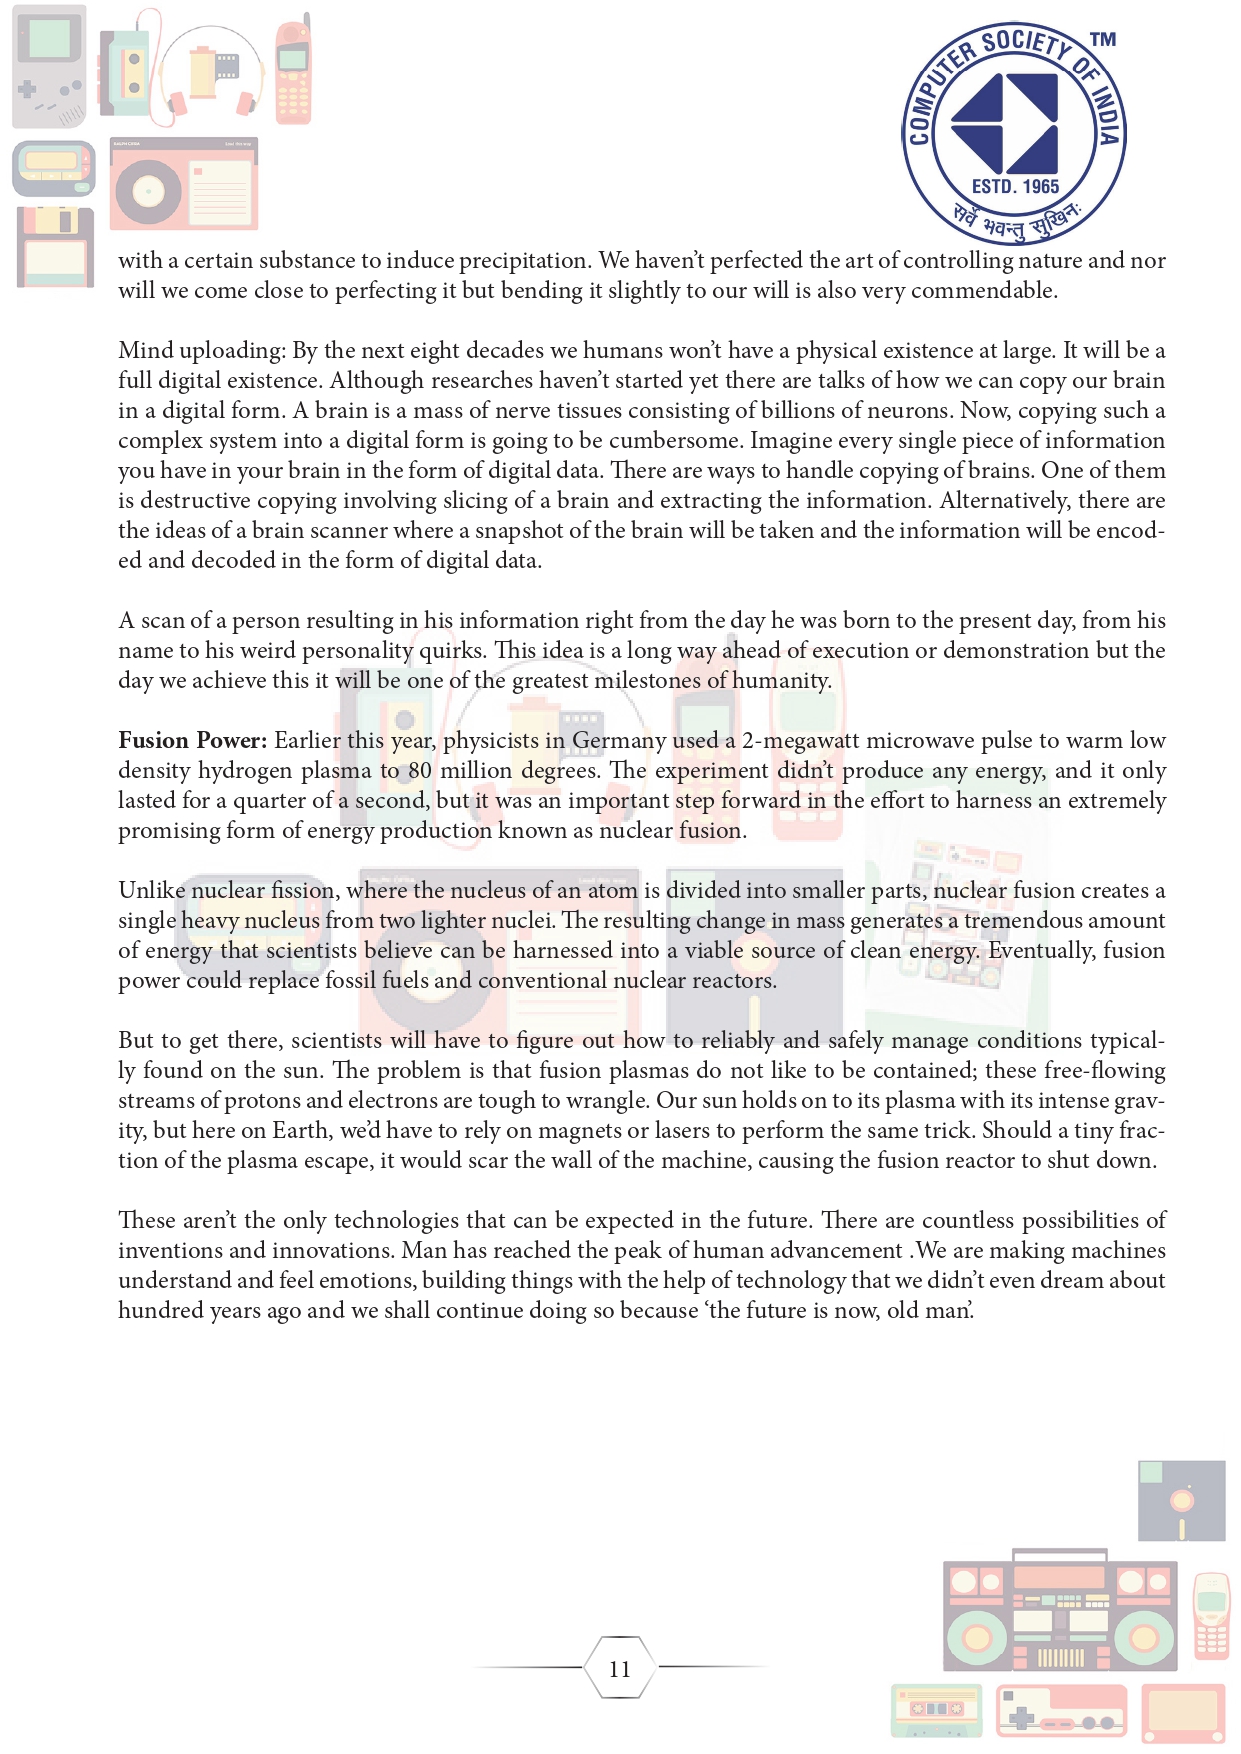 COMPUTER SOCIETY OF INDIA
TM
ESTD. 1965
सर्वे भवन्तु सुखिनः
with a certain substance to induce precipitation. We haven’t perfected the art of controlling nature and nor
will we come close to perfecting it but bending it slightly to our will is also very commendable.
Mind uploading: By the next eight decades we humans won’t have a physical existence at large. It will be a
full digital existence. Although researches haven’t started yet there are talks of how we can copy our brain
in a digital form. A brain is a mass of nerve tissues consisting of billions of neurons. Now, copying such a
complex system into a digital form is going to be cumbersome. Imagine every single piece of information
you have in your brain in the form of digital data. There are ways to handle copying of brains. One of them
is destructive copying involving slicing of a brain and extracting the information. Alternatively, there are
the ideas of a brain scanner where a snapshot of the brain will be taken and the information will be encod-
ed and decoded in the form of digital data.
A scan of a person resulting in his information right from the day he was born to the present day, from his
name to his weird personality quirks. This idea is a long way ahead of execution or demonstration but the
day we achieve this it will be one of the greatest milestones of humanity.
Fusion Power: Earlier this year, physicists in Germany used a 2-megawatt microwave pulse to warm low
density hydrogen plasma to 80 million degrees. The experiment didn’t produce any energy, and it only
lasted for a quarter of a second, but it was an important step forward in the effort to harness an extremely
promising form of energy production known as nuclear fusion.
Unlike nuclear fission, where the nucleus of an atom is divided into smaller parts, nuclear fusion creates a
single heavy nucleus from two lighter nuclei. The resulting change in mass generates a tremendous amount
of energy that scientists believe can be harnessed into a viable source of clean energy. Eventually, fusion
power could replace fossil fuels and conventional nuclear reactors.
But to get there, scientists will have to figure out how to reliably and safely manage conditions typical-
ly found on the sun. The problem is that fusion plasmas do not like to be contained; these free-flowing
streams of protons and electrons are tough to wrangle. Our sun holds on to its plasma with its intense grav-
ity, but here on Earth, we’d have to rely on magnets or lasers to perform the same trick. Should a tiny frac-
tion of the plasma escape, it would scar the wall of the machine, causing the fusion reactor to shut down.
These aren’t the only technologies that can be expected in the future. There are countless possibilities of
inventions and innovations. Man has reached the peak of human advancement .We are making machines
understand and feel emotions, building things with the help of technology that we didn’t even dream about
hundred years ago and we shall continue doing so because ‘the future is now, old man’.
11